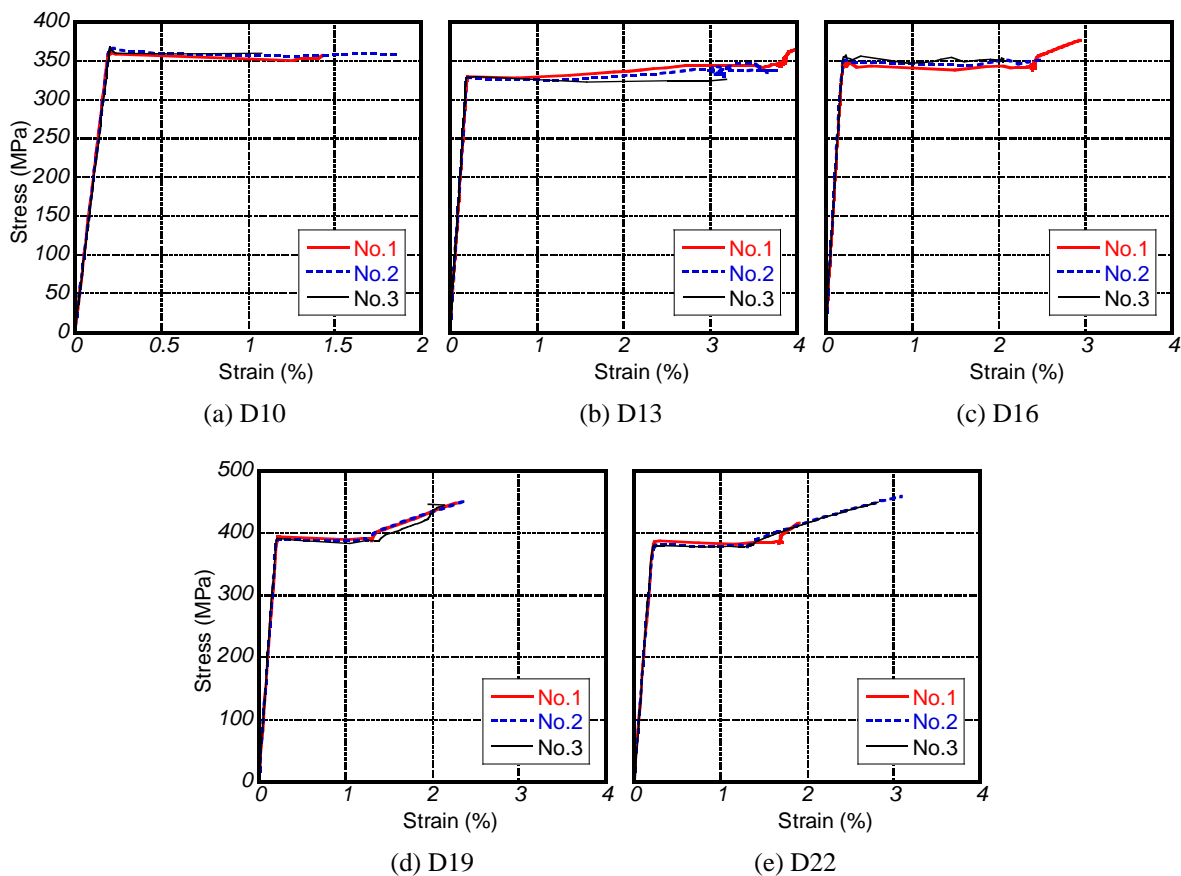 400
350
300
250
200
150
100
50
0
Stress (MPa)
No.1
No.2
No.3
0 0.5 1 1.5 2
Strain (%)
(a) D10
No.1
No.2
No.3
0 1 2 3 4
Strain (%)
(b) D13
No.1
No.2
No.3
0 1 2 3 4
Strain (%)
(c) D16
500
400
300
200
100
0
Stress (MPa)
No.1
No.2
No.3
0 1 2 3 4
Strain (%)
(d) D19
No.1
No.2
No.3
0 1 2 3 4
Strain (%)
(e) D22